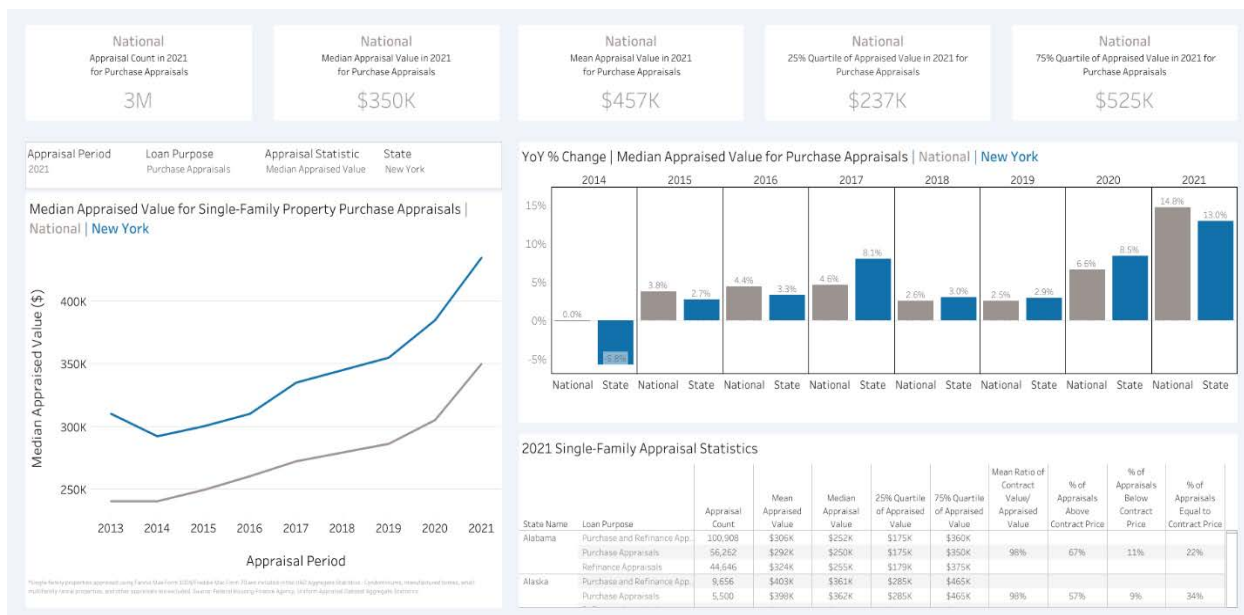 National
Appraisal Count in 2021
for Purchase Appraisals
3M
National
Median Appraisal Value in 2021
for Purchase Appraisals
$350K
National
Mean Appraisal Value in 2021
for Purchase Appraisals
$457K
National
25% Quartile of Appraised Value in 2021 for
Purchase Appraisals
$237K
National
75% Quartile of Appraised Value in 2021 for
Purchase Appraisals
$525K
Appraisal Period Loan Purpose Appraisal Statistic State
2021 Purchase Appraisals Median Appraised Value New York
Median Appraised Value for Single-Family Property Purchase Appraisals |
National | New York
Median Appraised Value ($)
400K
350K
300K
250K
2013 2014 2015 2016 2017 2018 2019 2020 2021
Appraisal Period
YoY % Change | Median Appraised Value for Purchase Appraisals | National | New York
2014 2015 2016 2017 2018 2019 2020 2021
15%
10%
5%
0%
-5%
0.0% -5.8% 3.8% 2.7% 4.4% 3.3% 4.6% 8.1% 2.6% 3.0% 2.5% 2.9% 6.6% 8.5% 14.8% 13.0%
National State National State National State National State National State National State National State National State
2021 Single-Family Appraisal Statistics
State Name Loan Purpose Appraisal Count Mean Appraised Value Median Appraisal Value 25% Quartile of Appraised Value 75% Quartile of Appraised Value Mean Ratio of Contract Value/ Appraised Value % of Appraisals Above Contract Price % of Appraisals Below Contract Price % of Appraisals Equal to Contract Price
Alabama Purchase and Refinance App.. 100,908 $306K $252K $175K $360K
Purchase Appraisals 56,262 $292K $250K $175K $350K 98% 67% 11% 22%
Refinance Appraisals 44,646 $324K $255K $179K $375K
Alaska Purchase and Refinance App.. 9,656 $403K $361K $285K $465K
Purchase Appraisals 5,500 $398K $362K $285K $465K 98% 57% 9% 34%